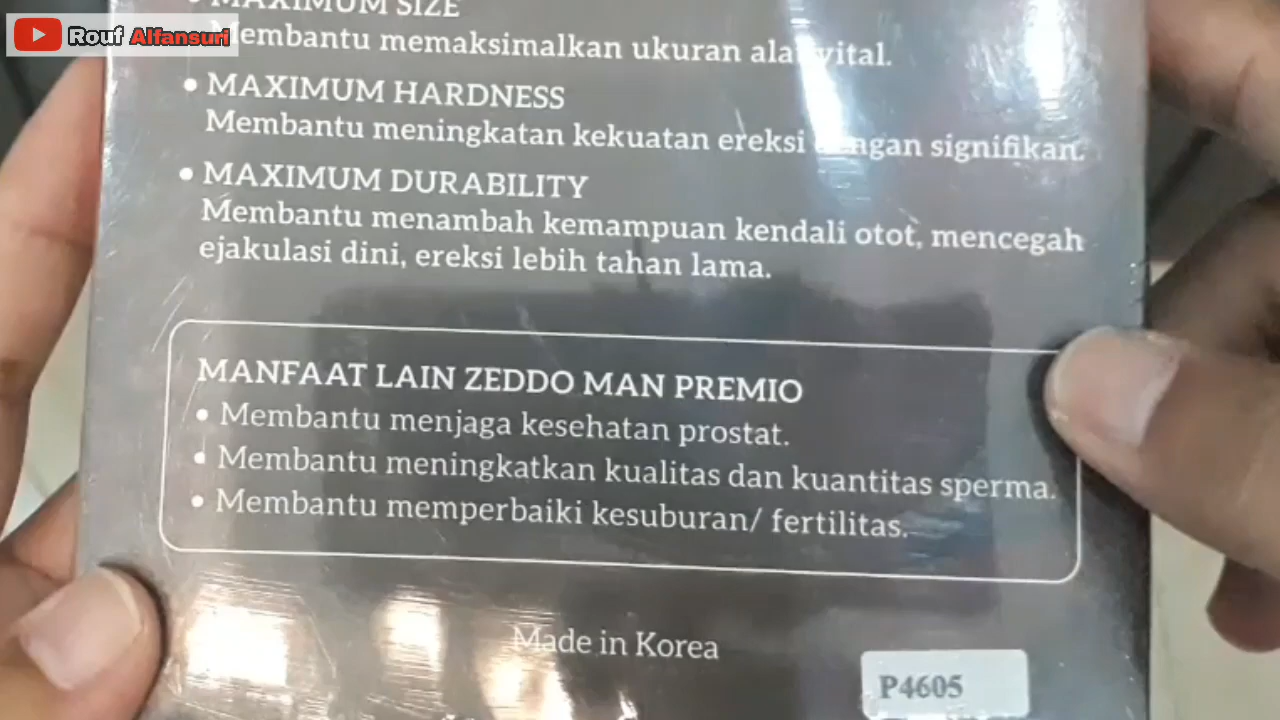 Rouf Alfansuri
MAXIMUM SIZE
Membantu memaksimalkan ukuran alat vital.
• MAXIMUM HARDNESS
Membantu meningkatan kekuatan ereksi dengan signifikan.
• MAXIMUM DURABILITY
Membantu menambah kemampuan kendali otot, mencegah
ejakulasi dini, ereksi lebih tahan lama.
MANFAAT LAIN ZEDDO MAN PREMIO
• Membantu menjaga kesehatan prostat.
• Membantu meningkatkan kualitas dan kuantitas sperma.
• Membantu memperbaiki kesuburan/ fertilitas.
Made in Korea
P4605